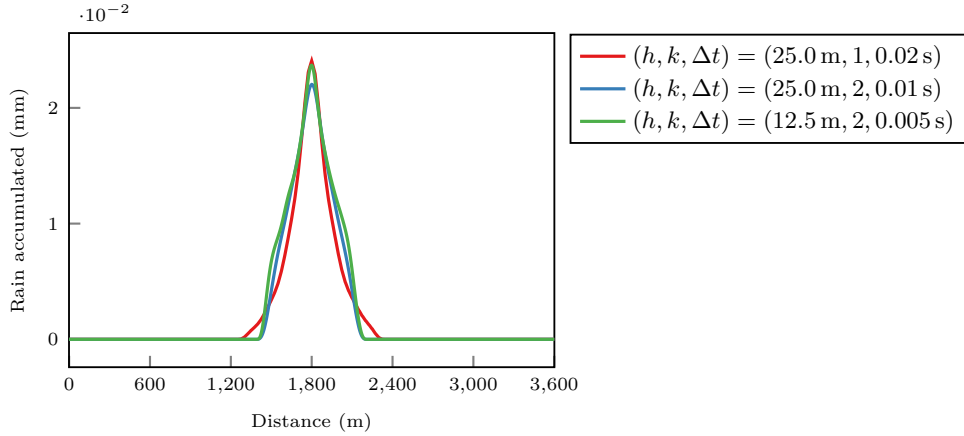 ·10−2
2
1
0
Rain accumulated (mm)
0 600 1,200 1,800 2,400 3,000 3,600
Distance (m)
(h, k, Δt) = (25.0 m, 1, 0.02 s)
(h, k, Δt) = (25.0 m, 2, 0.01 s)
(h, k, Δt) = (12.5 m, 2, 0.005 s)